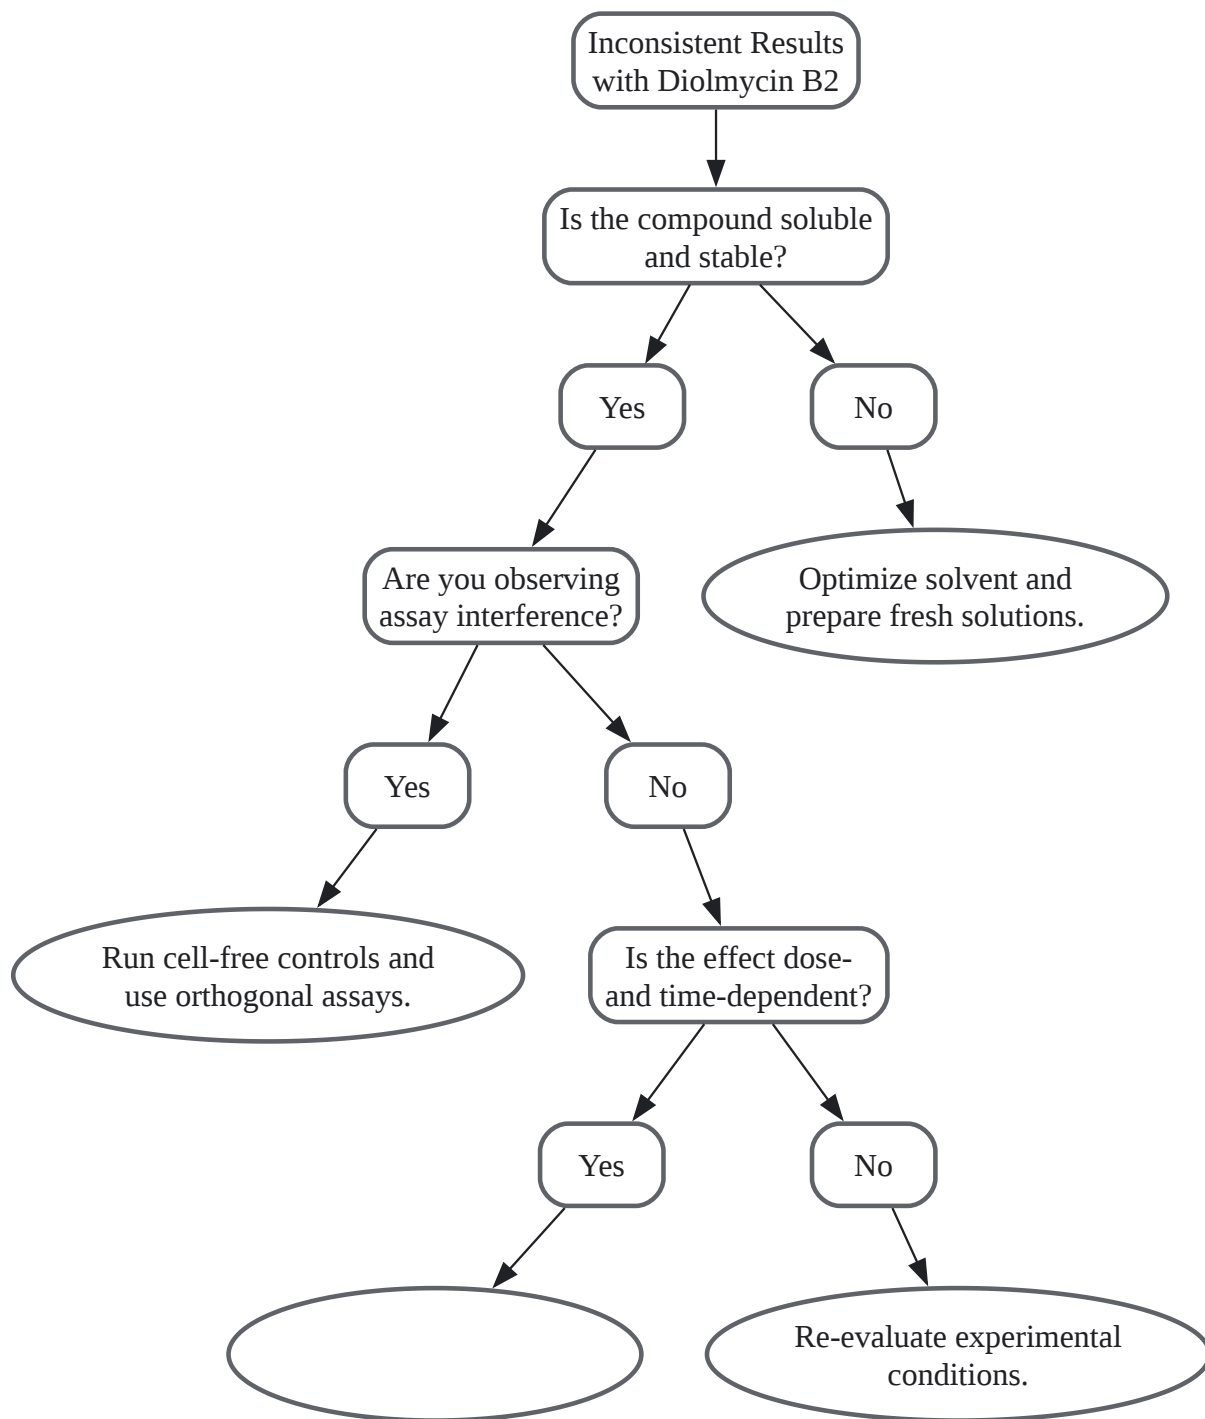 Inconsistent Results
with Diolmycin B2
Is the compound soluble
and stable?
Yes
No
Are you observing
assay interference?
Optimize solvent and
prepare fresh solutions.
Yes
No
Run cell-free controls and
use orthogonal assays.
Is the effect dose-
and time-dependent?
Yes
No
Re-evaluate experimental
conditions.